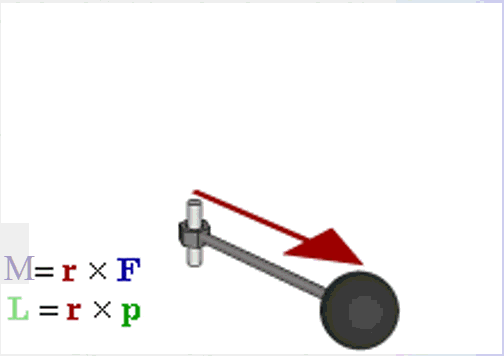 M= r × F
L = r × p